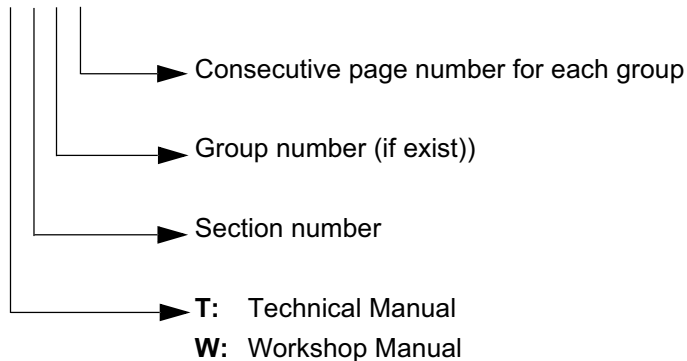 Consecutive page number for each group
Group number (if exist))
Section number
T: Technical Manual
W: Workshop Manual